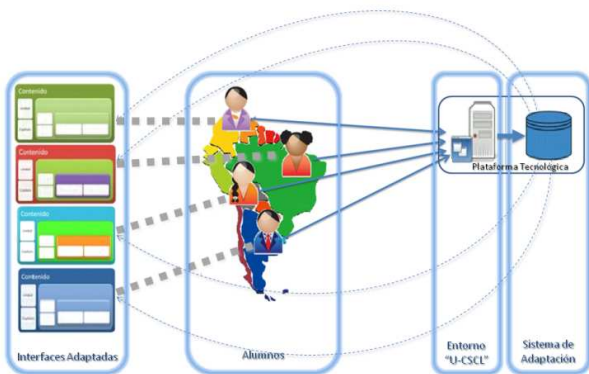 Contenido
Contenido
Contenido
Contenido
Plataforma Tecnológica
Interfaces Adaptadas
Alumnos
Entorno
"U-CSCL"
Sistema de
Adaptación